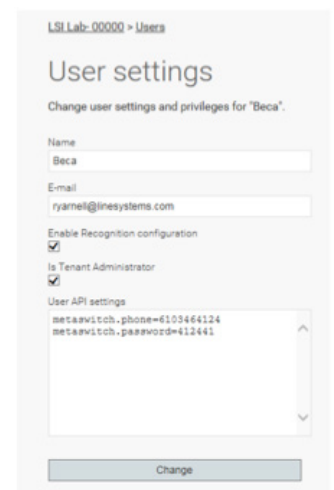 LSI Lab- 00000 > Users
User settings
Change user settings and privileges for "Beca".
Name
Beca
E-mail
ryarnell@linesystems.com
Enable Recognition configuration
Is Tenant Administrator
User API settings
metaswitch.phone=6103464124
metaswitch.password=412441
Change